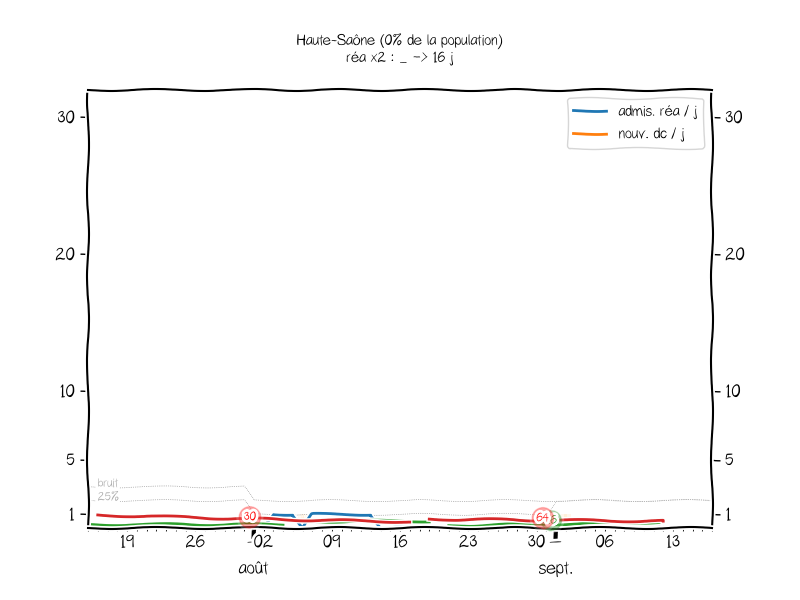 Haute-Saône (0% de la population)
réa x2 : _ -> 16 j
admis. réa / j
nouv. dc / j
30 30
20 20
10 10
5 5
bruit
25%
1 30 64 1
19 26 02 09 16 23 30 06 13
août sept.